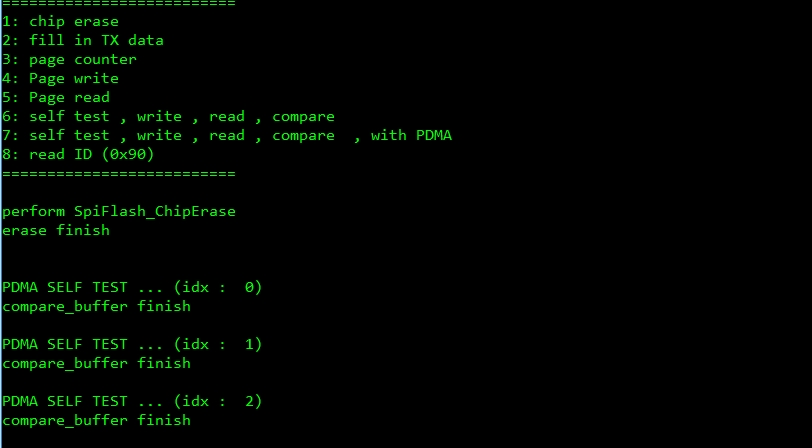 ==========================
1: chip erase
2: fill in TX data
3: page counter
4: Page write
5: Page read
6: self test , write , read , compare
7: self test , write , read , compare  , with PDMA
8: read ID (0x90)
==========================
perform SpiFlash_ChipErase
erase finish
PDMA SELF TEST ... (idx :  0)
compare_buffer finish
PDMA SELF TEST ... (idx :  1)
compare_buffer finish
PDMA SELF TEST ... (idx :  2)
compare_buffer finish